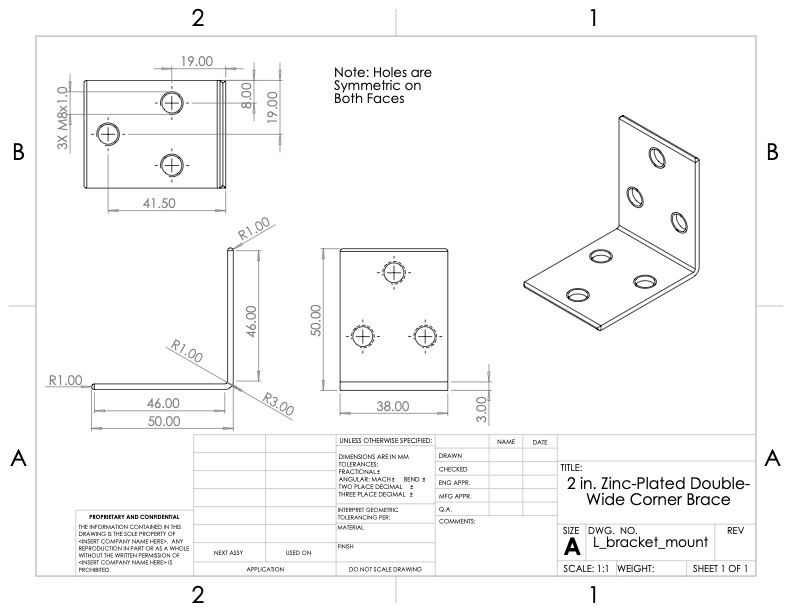 2
1
19.00
8.00
19.00
3X M8x1.0
41.50
Note: Holes are
Symmetric on
Both Faces
B
B
R1.00
46.00
R1.00
R1.00
R3.00
46.00
50.00
50.00
38.00
3.00
A
A
UNLESS OTHERWISE SPECIFIED:
DIMENSIONS ARE IN MM
TOLERANCES:
FRACTIONAL ±
ANGULAR: MACH ± BEND ±
TWO PLACE DECIMAL ±
THREE PLACE DECIMAL ±
INTERPRET GEOMETRIC
TOLERANCING PER:
MATERIAL
FINISH
DO NOT SCALE DRAWING
NAME DATE
DRAWN
CHECKED
ENG APPR.
MFG APPR.
Q.A.
COMMENTS:
TITLE:
2 in. Zinc-Plated Double-
Wide Corner Brace
SIZE DWG. NO. REV
A L_bracket_mount
SCALE: 1:1 WEIGHT: SHEET 1 OF 1
PROPRIETARY AND CONFIDENTIAL
THE INFORMATION CONTAINED IN THIS
DRAWING IS THE SOLE PROPERTY OF
<INSERT COMPANY NAME HERE>. ANY
REPRODUCTION IN PART OR AS A WHOLE
WITHOUT THE WRITTEN PERMISSION OF
<INSERT COMPANY NAME HERE> IS
PROHIBITED.
NEXT ASSY USED ON
APPLICATION
2
1